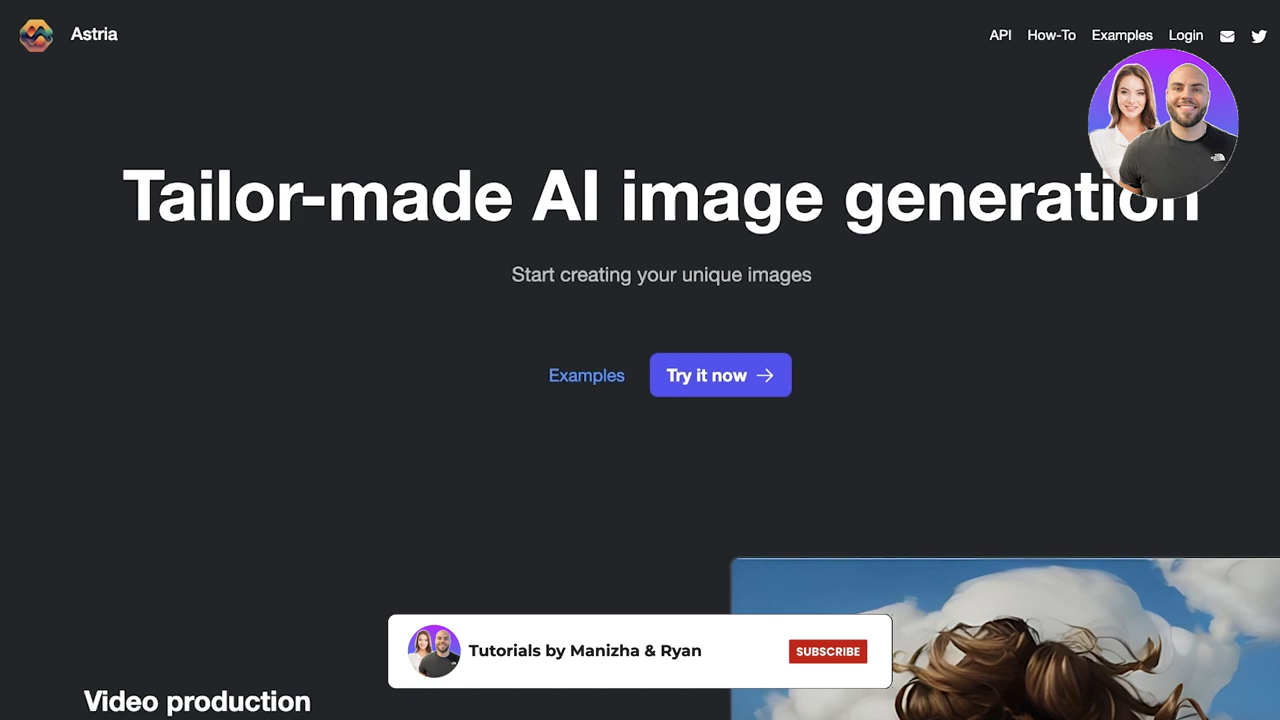 Astria
API How-To Examples Login
Tailor-made AI image generation
Start creating your unique images
Examples Try it now
Tutorials by Manizha & Ryan SUBSCRIBE
Video production